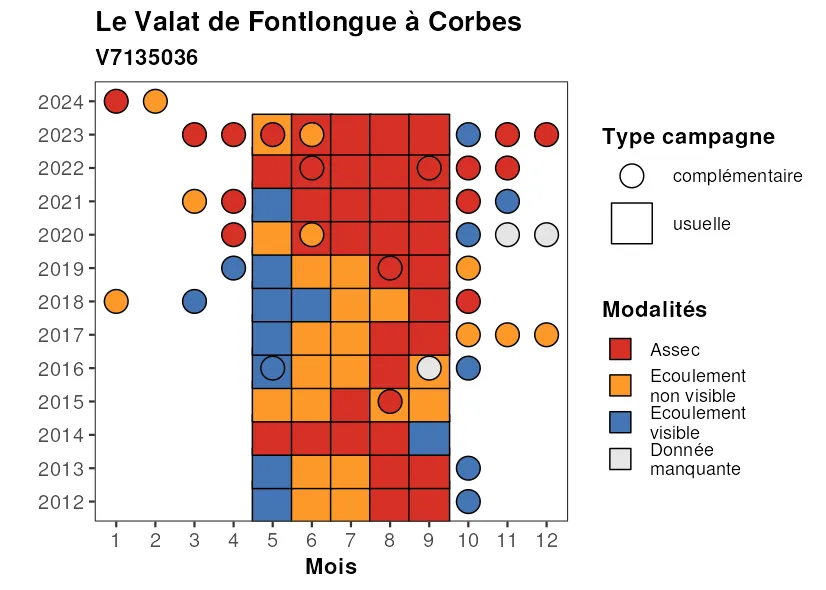 Le Valat de Fontlongue à Corbes
V7135036
2024
2023
2022
2021
2020
2019
2018
2017
2016
2015
2014
2013
2012
1 2 3 4 5 6 7 8 9 10 11 12
Mois
Type campagne
complémentaire
usuelle
Modalités
Assec
Ecoulement
non visible
Ecoulement
visible
Donnée
manquante